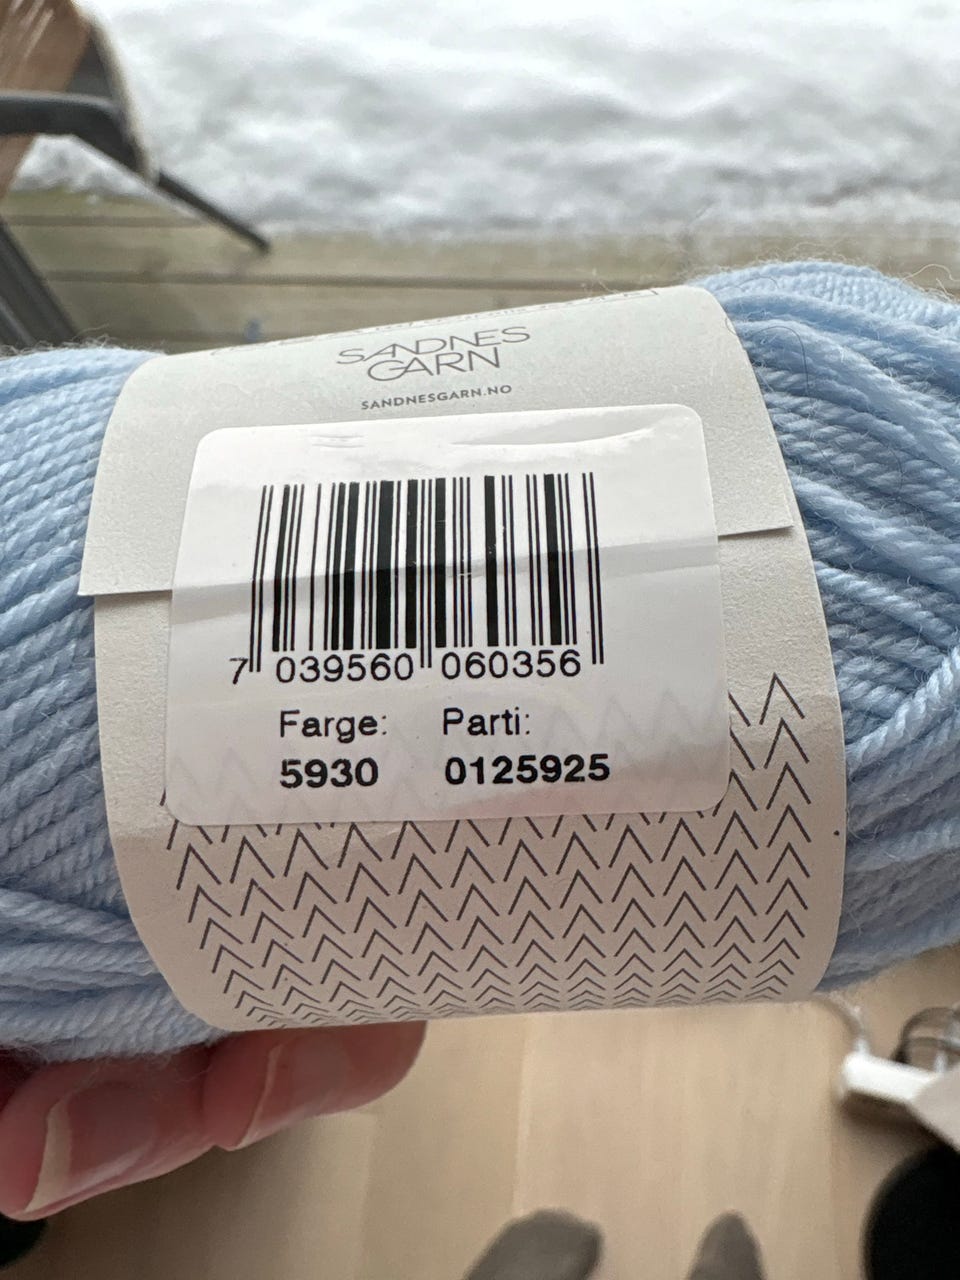 SANDNES
GARN
SANDNESGARN.NO
7 039560 060356
Farge: Parti:
5930 0125925